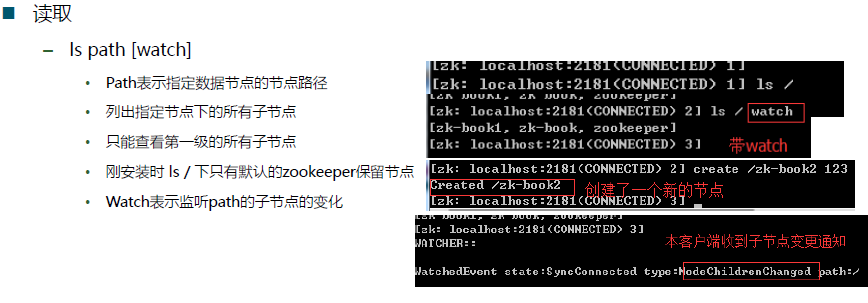 读取
– ls path [watch]
• Path表示指定数据节点的节点路径
• 列出指定节点下的所有子节点
• 只能查看第一级的所有子节点
• 刚安装时 ls / 下只有默认的zookeeper保留节点
• Watch表示监听path的子节点的变化
[zk: localhost:2181(CONNECTED) 1]
[zk: localhost:2181(CONNECTED) 1] ls /
[zk-book1, zk-book, zookeeper]
[zk: localhost:2181(CONNECTED) 2] ls / watch
[zk-book1, zk-book, zookeeper]
[zk: localhost:2181(CONNECTED) 3]
带watch
[zk: localhost:2181(CONNECTED) 2] create /zk-book2 123
Created /zk-book2
创建了一个新的节点
[zk: localhost:2181(CONNECTED) 3]
[zk-book1, zk-book, zookeeper]
[zk: localhost:2181(CONNECTED) 3]
WATCHER::
本客户端收到子节点变更通知
WatchedEvent state:SyncConnected type:NodeChildrenChanged path:/